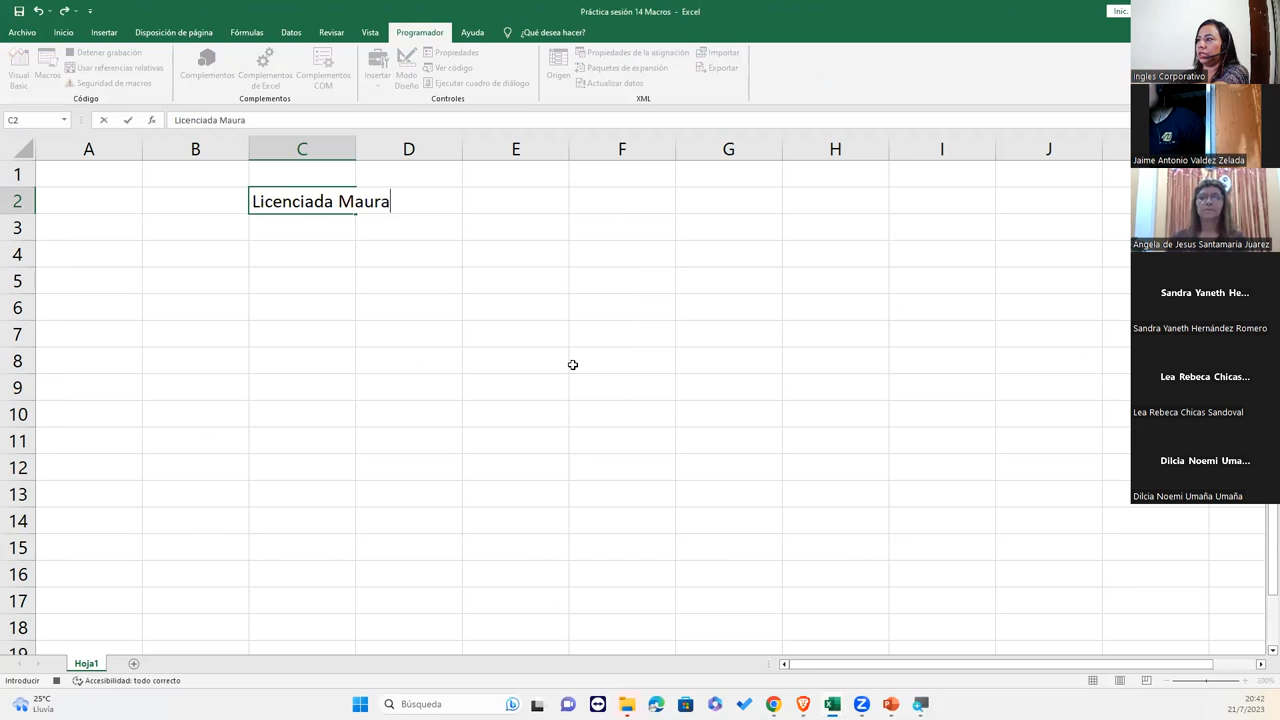 Práctica sesión 14 Macros - Excel
Inic.
Archivo Inicio Insertar Disposición de página Fórmulas Datos Revisar Vista Programador Ayuda ¿Qué desea hacer?
Visual Basic
Macros
Detener grabación
Usar referencias relativas
Seguridad de macros
Código
Complementos
Complementos de Excel
Complementos COM
Complementos
Insertar
Modo Diseño
Propiedades
Ver código
Ejecutar cuadro de diálogo
Controles
Origen
Propiedades de la asignación
Paquetes de expansión
Actualizar datos
Importar
Exportar
XML
C2
fx
Licenciada Maura
A B C D E F G H I J
1
2 Licenciada Maura
3
4
5
6
7
8
9
10
11
12
13
14
15
16
17
18
19
Ingles Corporativo
Jaime Antonio Valdez Zelada
Angela de Jesus Santamaria Juarez
Sandra Yaneth He...
Sandra Yaneth Hernández Romero
Lea Rebeca Chicas...
Lea Rebeca Chicas Sandoval
Dilcia Noemi Uma...
Dilcia Noemi Umaña Umaña
Hoja1
Introducir
Accesibilidad: todo correcto
200%
25°C
Lluvia
Búsqueda
20:42
21/7/2023